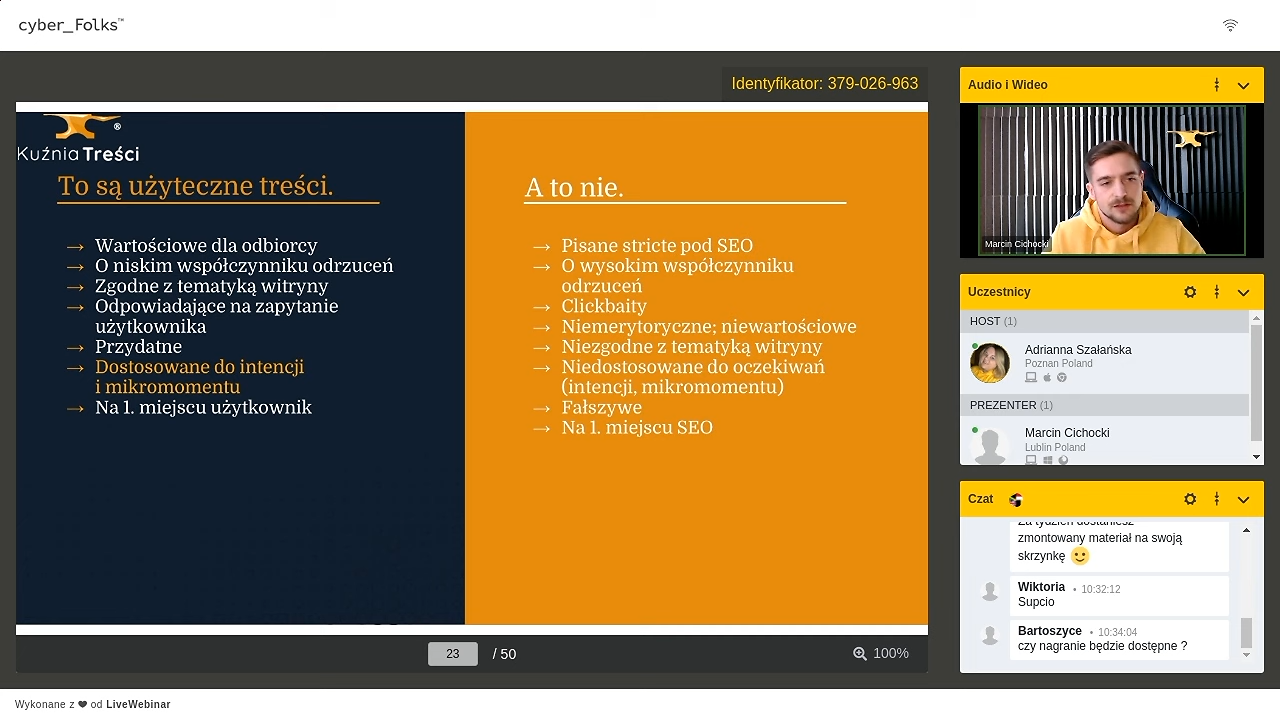 cyber_Folks™
Identyfikator: 379-026-963
Kuźnia Treści ®
To są użyteczne treści.
→ Wartościowe dla odbiorcy
→ O niskim współczynniku odrzuceń
→ Zgodne z tematyką witryny
→ Odpowiadające na zapytanie
użytkownika
→ Przydatne
→ Dostosowane do intencji
i mikromomentu
→ Na 1. miejscu użytkownik
A to nie.
→ Pisane stricte pod SEO
→ O wysokim współczynniku
odrzuceń
→ Clickbaity
→ Niemerytoryczne; niewartościowe
→ Niezgodne z tematyką witryny
→ Niedostosowane do oczekiwań
(intencji, mikromomentu)
→ Fałszywe
→ Na 1. miejscu SEO
23 / 50
100%
Audio i Wideo
Marcin Cichocki
Uczestnicy
HOST (1)
Adrianna Szałańska
Poznan Poland
PREZENTER (1)
Marcin Cichocki
Lublin Poland
Czat
Za tydzień dostaniesz
zmontowany materiał na swoją
skrzynkę 🙂
Wiktoria • 10:32:12
Supcio
Bartoszyce • 10:34:04
czy nagranie będzie dostępne ?
Wykonane z ❤ od LiveWebinar